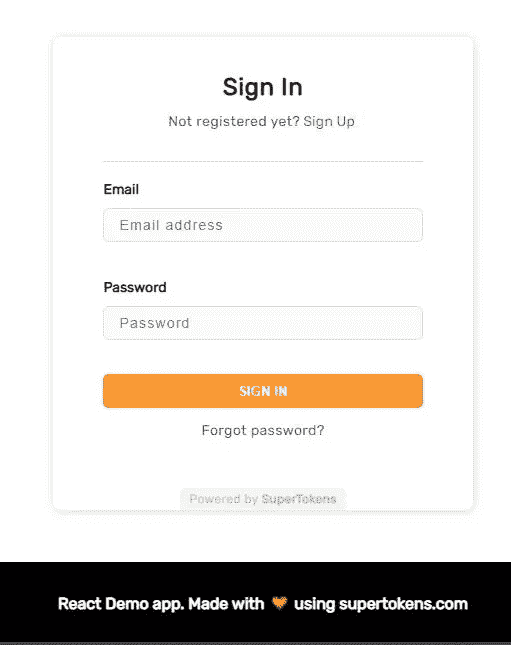 Sign In
Not registered yet? Sign Up
Email
Email address
Password
Password
SIGN IN
Forgot password?
Powered by SuperTokens
React Demo app. Made with 🧡 using supertokens.com